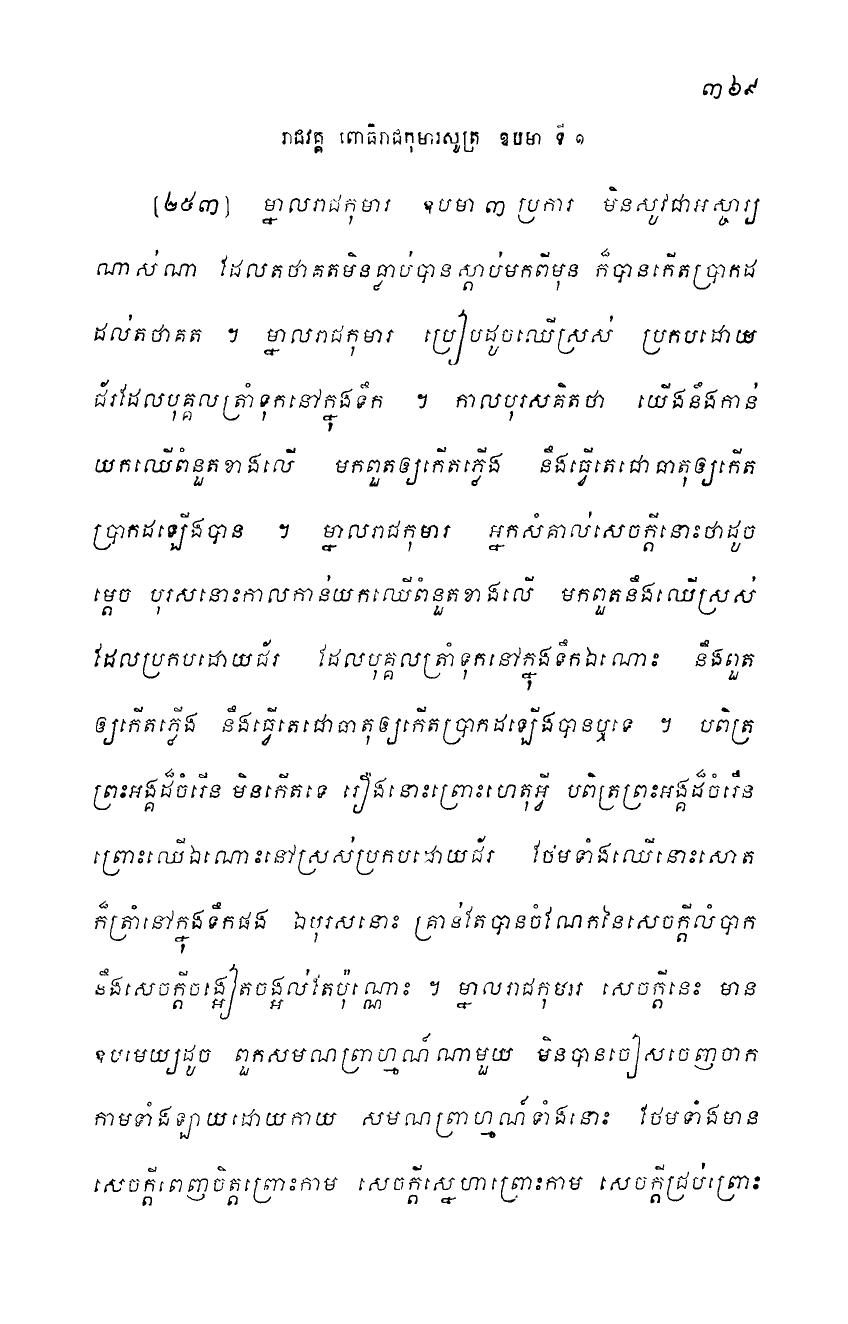 ៣៦៩
រាជវគ្គ ពោធិរាជកុមារសូត្រ ឧបមា ទី ១
[២៥៣] ម្នាលរាជកុមារ ឧបមា ៣ ប្រការ មិនសូវជាអស្ចារ្យ
ណាស់ណា ដែលតថាគតមិនធ្លាប់បានស្តាប់មកពីមុន ក៏បានកើតប្រាកដ
ដល់តថាគត ។ ម្នាលរាជកុមារ ប្រៀបដូចឈើស្រស់ ប្រកបដោយ
ជ័រដែលបុគ្គលត្រាំទុកនៅក្នុងទឹក ។ កាលបុរសគិតថា យើងនឹងកាន់
យកឈើពំនួតខាងលើ មកពួតឲ្យកើតភ្លើង នឹងធ្វើតេជោធាតុឲ្យកើត
ប្រាកដឡើងបាន ។ ម្នាលរាជកុមារ អ្នកសំគាល់សេចក្តីនោះថាដូច
ម្តេច បុរសនោះកាលកាន់យកឈើពំនួតខាងលើ មកពួតនឹងឈើស្រស់
ដែលប្រកបដោយជ័រ ដែលបុគ្គលត្រាំទុកនៅក្នុងទឹកឯណោះ នឹងពួត
ឲ្យកើតភ្លើង នឹងធ្វើតេជោធាតុឲ្យកើតប្រាកដឡើងបានឬទេ ។ បពិត្រ
ព្រះអង្គដ៏ចំរើន មិនកើតទេ រឿងនោះព្រោះហេតុអ្វី បពិត្រព្រះអង្គដ៏ចំរើន
ព្រោះឈើឯណោះនៅស្រស់ប្រកបដោយជ័រ ថែមទាំងឈើនោះសោត
ក៏ត្រាំនៅក្នុងទឹកផង ឯបុរសនោះ គ្រាន់តែបានចំណែកនៃសេចក្តីលំបាក
នឹងសេចក្តីចង្អៀតចង្អល់តែប៉ុណ្ណោះ ។ ម្នាលរាជកុមារ សេចក្តីនេះ មាន
ឧបមេយ្យដូច ពួកសមណព្រាហ្មណ៍ណាមួយ មិនបានចៀសចេញចាក
កាមទាំងឡាយដោយកាយ សមណព្រាហ្មណ៍ទាំងនោះ ថែមទាំងមាន
សេចក្តីពេញចិត្តព្រោះកាម សេចក្តីស្នេហាព្រោះកាម សេចក្តីជ្រប់ព្រោះ